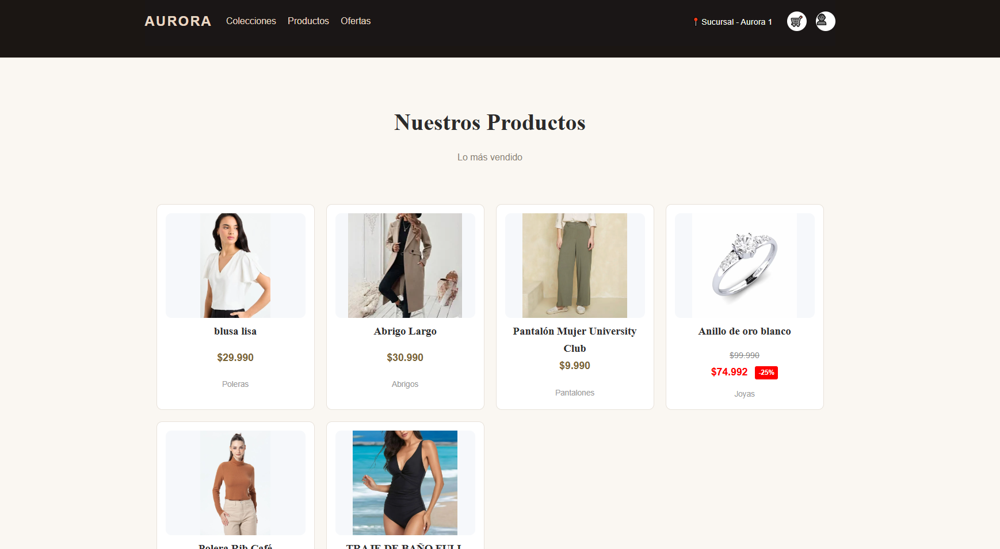 AURORA Colecciones Productos Ofertas
Sucursal - Aurora 1
Nuestros Productos
Lo más vendido
blusa lisa
$29.990
Poleras
Abrigo Largo
$30.990
Abrigos
Pantalón Mujer University
Club
$9.990
Pantalones
Anillo de oro blanco
$99.990
$74.992 -25%
Joyas
Polera Rib Café
TRAJE DE BAÑO FULL